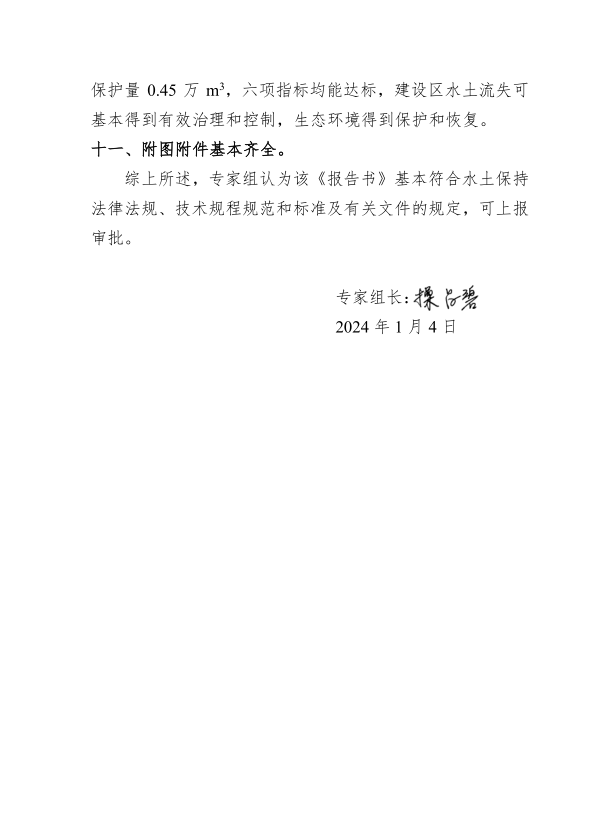 保护量 0.45 万 m³，六项指标均能达标，建设区水土流失可
基本得到有效治理和控制，生态环境得到保护和恢复。
十一、附图附件基本齐全。
综上所述，专家组认为该《报告书》基本符合水土保持
法律法规、技术规程规范和标准及有关文件的规定，可上报
审批。
专家组长：操昌碧
2024 年 1 月 4 日